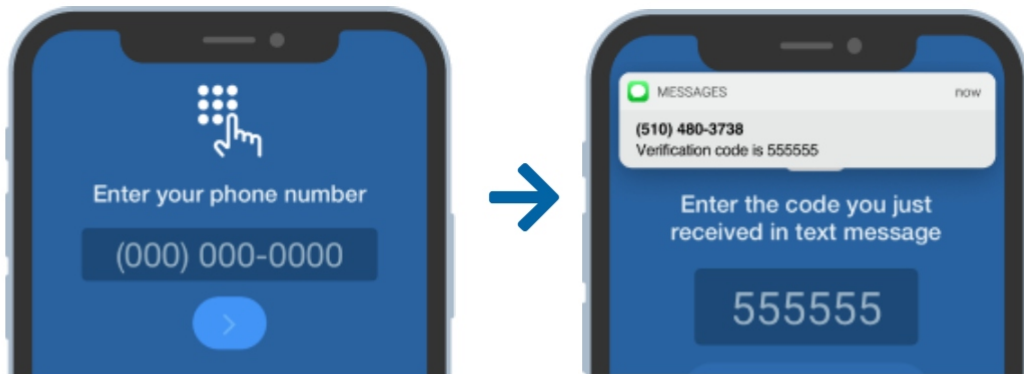 Enter your phone number
(000) 000-0000
MESSAGES now
(510) 480-3738
Verification code is 555555
Enter the code you just
received in text message
555555